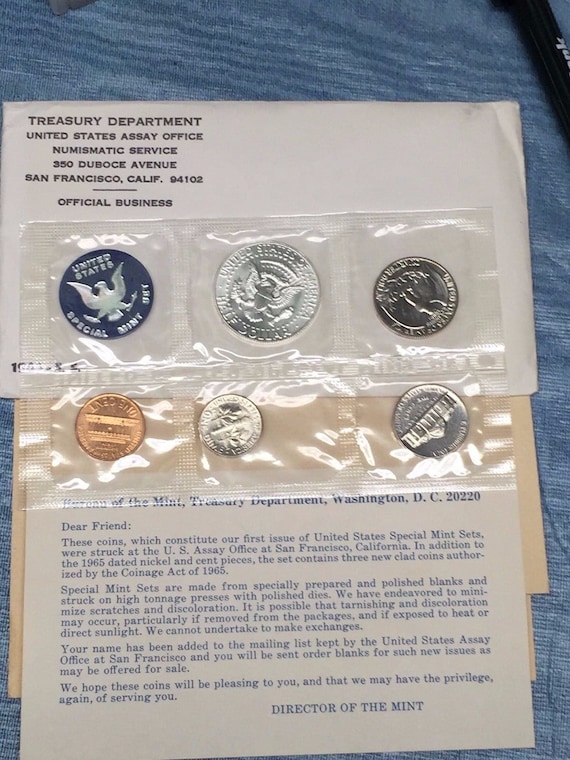 TREASURY DEPARTMENT
UNITED STATES ASSAY OFFICE
NUMISMATIC SERVICE
350 DUBOCE AVENUE
SAN FRANCISCO, CALIF. 94102
OFFICIAL BUSINESS
UNITED
STATES
SPECIAL MINT SET
UNITED STATES OF AMERICA
HALF DOLLAR
Bureau of the Mint, Treasury Department, Washington, D. C. 20220
Dear Friend:
These coins, which constitute our first issue of United States Special Mint Sets,
were struck at the U. S. Assay Office at San Francisco, California. In addition to
the 1965 dated nickel and cent pieces, the set contains three new clad coins author-
ized by the Coinage Act of 1965.
Special Mint Sets are made from specially prepared and polished blanks and
struck on high tonnage presses with polished dies. We have endeavored to mini-
mize scratches and discoloration. It is possible that tarnishing and discoloration
may occur, particularly if removed from the packages, and if exposed to heat or
direct sunlight. We cannot undertake to make exchanges.
Your name has been added to the mailing list kept by the United States Assay
Office at San Francisco and you will be sent order blanks for such new issues as
may be offered for sale.
We hope these coins will be pleasing to you, and that we may have the privilege,
again, of serving you.
DIRECTOR OF THE MINT